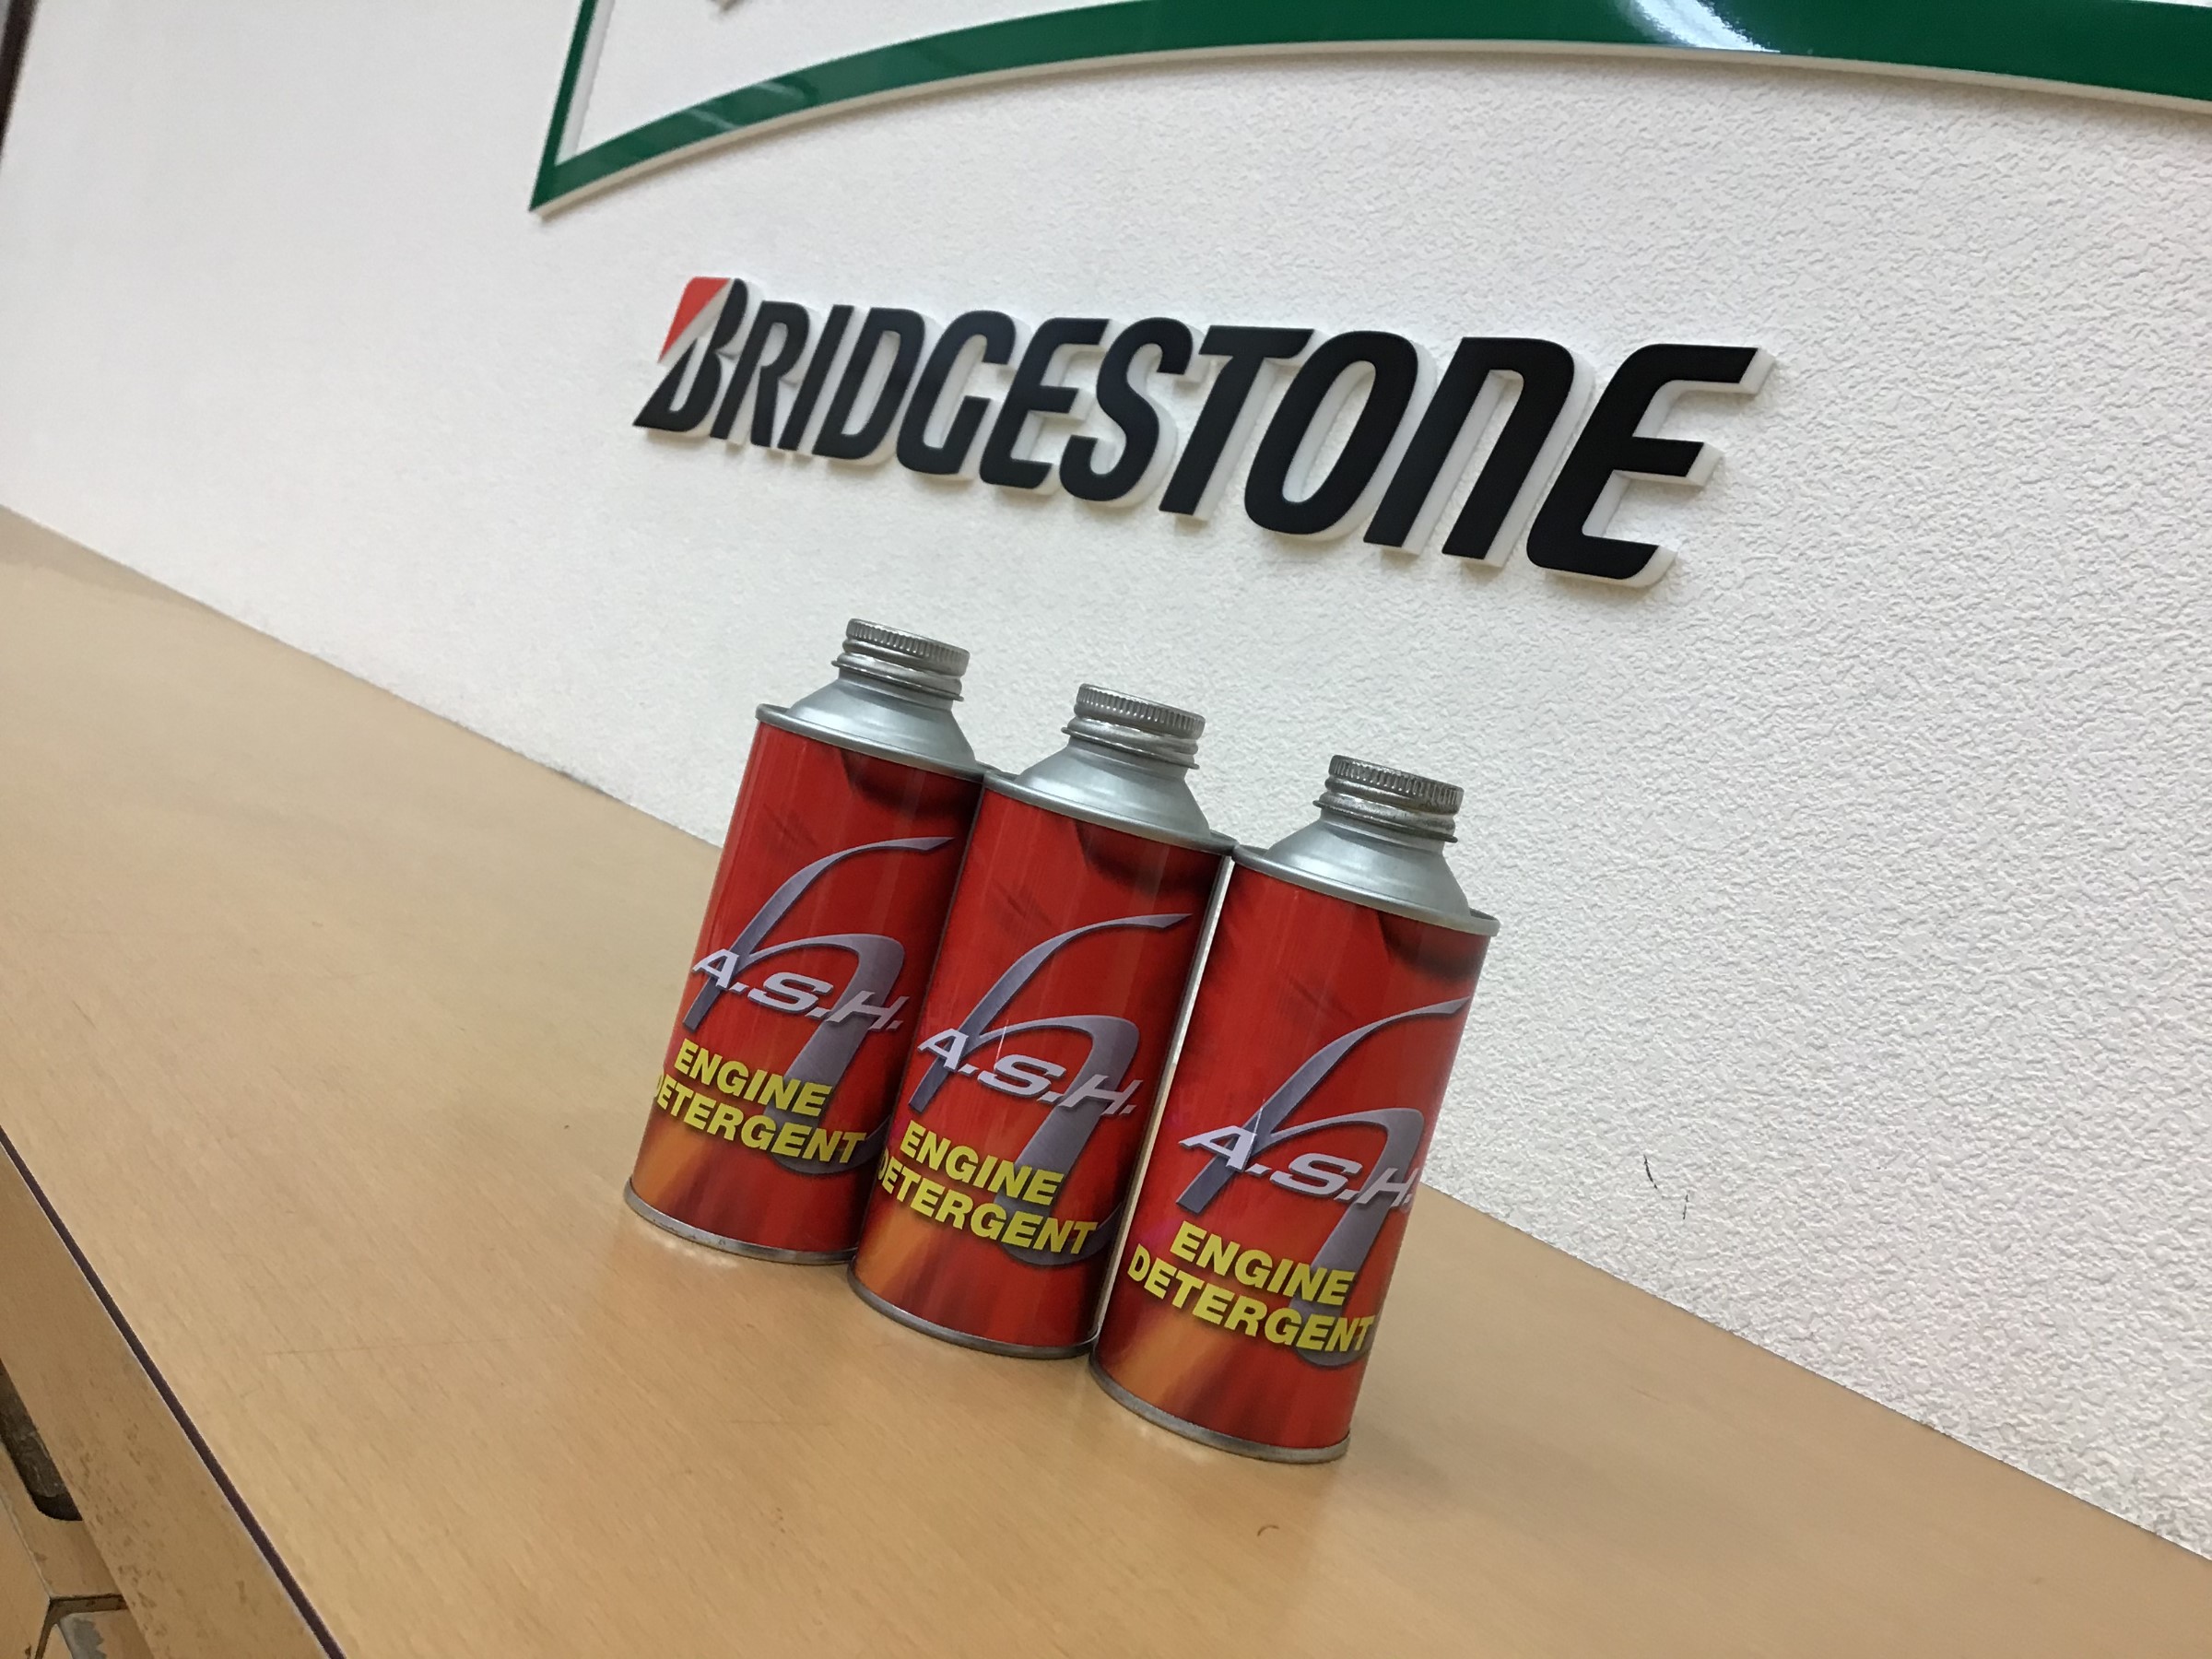 BRIDGESTONE
A.S.H.
ENGINE
DETERGENT
A.S.H.
ENGINE
DETERGENT
A.S.H.
ENGINE
DETERGENT